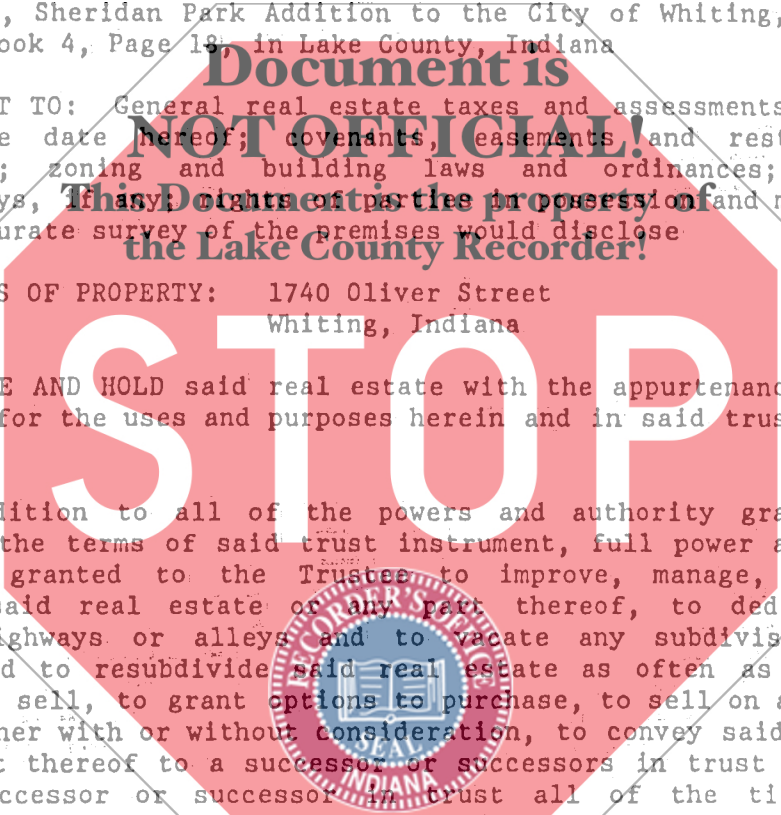 , Sheridan Park Addition to the City of Whiting,
ook 4, Page 18, in Lake County, Indiana
Document is
T TO: General real estate taxes and assessments
NOT OFFICIAL!
e date hereof; covenants, easements and rest
; zoning and building laws and ordinances;
This Document is the property of
ys, if any; rights of parties in possession and
urate survey of the premises would disclose
the Lake County Recorder!
S OF PROPERTY: 1740 Oliver Street
Whiting, Indiana
STOP
E AND HOLD said real estate with the appurtenanc
for the uses and purposes herein and in said trus
dition to all of the powers and authority gra
the terms of said trust instrument, full power a
granted to the Trustee to improve, manage,
said real estate or any part thereof, to ded
ighways or alleys and to vacate any subdivis
d to resubdivide said real estate as often as
sell, to grant options to purchase, to sell on a
her with or without consideration, to convey said
t thereof to a successor or successors in trust
ccessor or successor in trust all of the ti
RECORDER'S OFFICE
SEAL
INDIANA